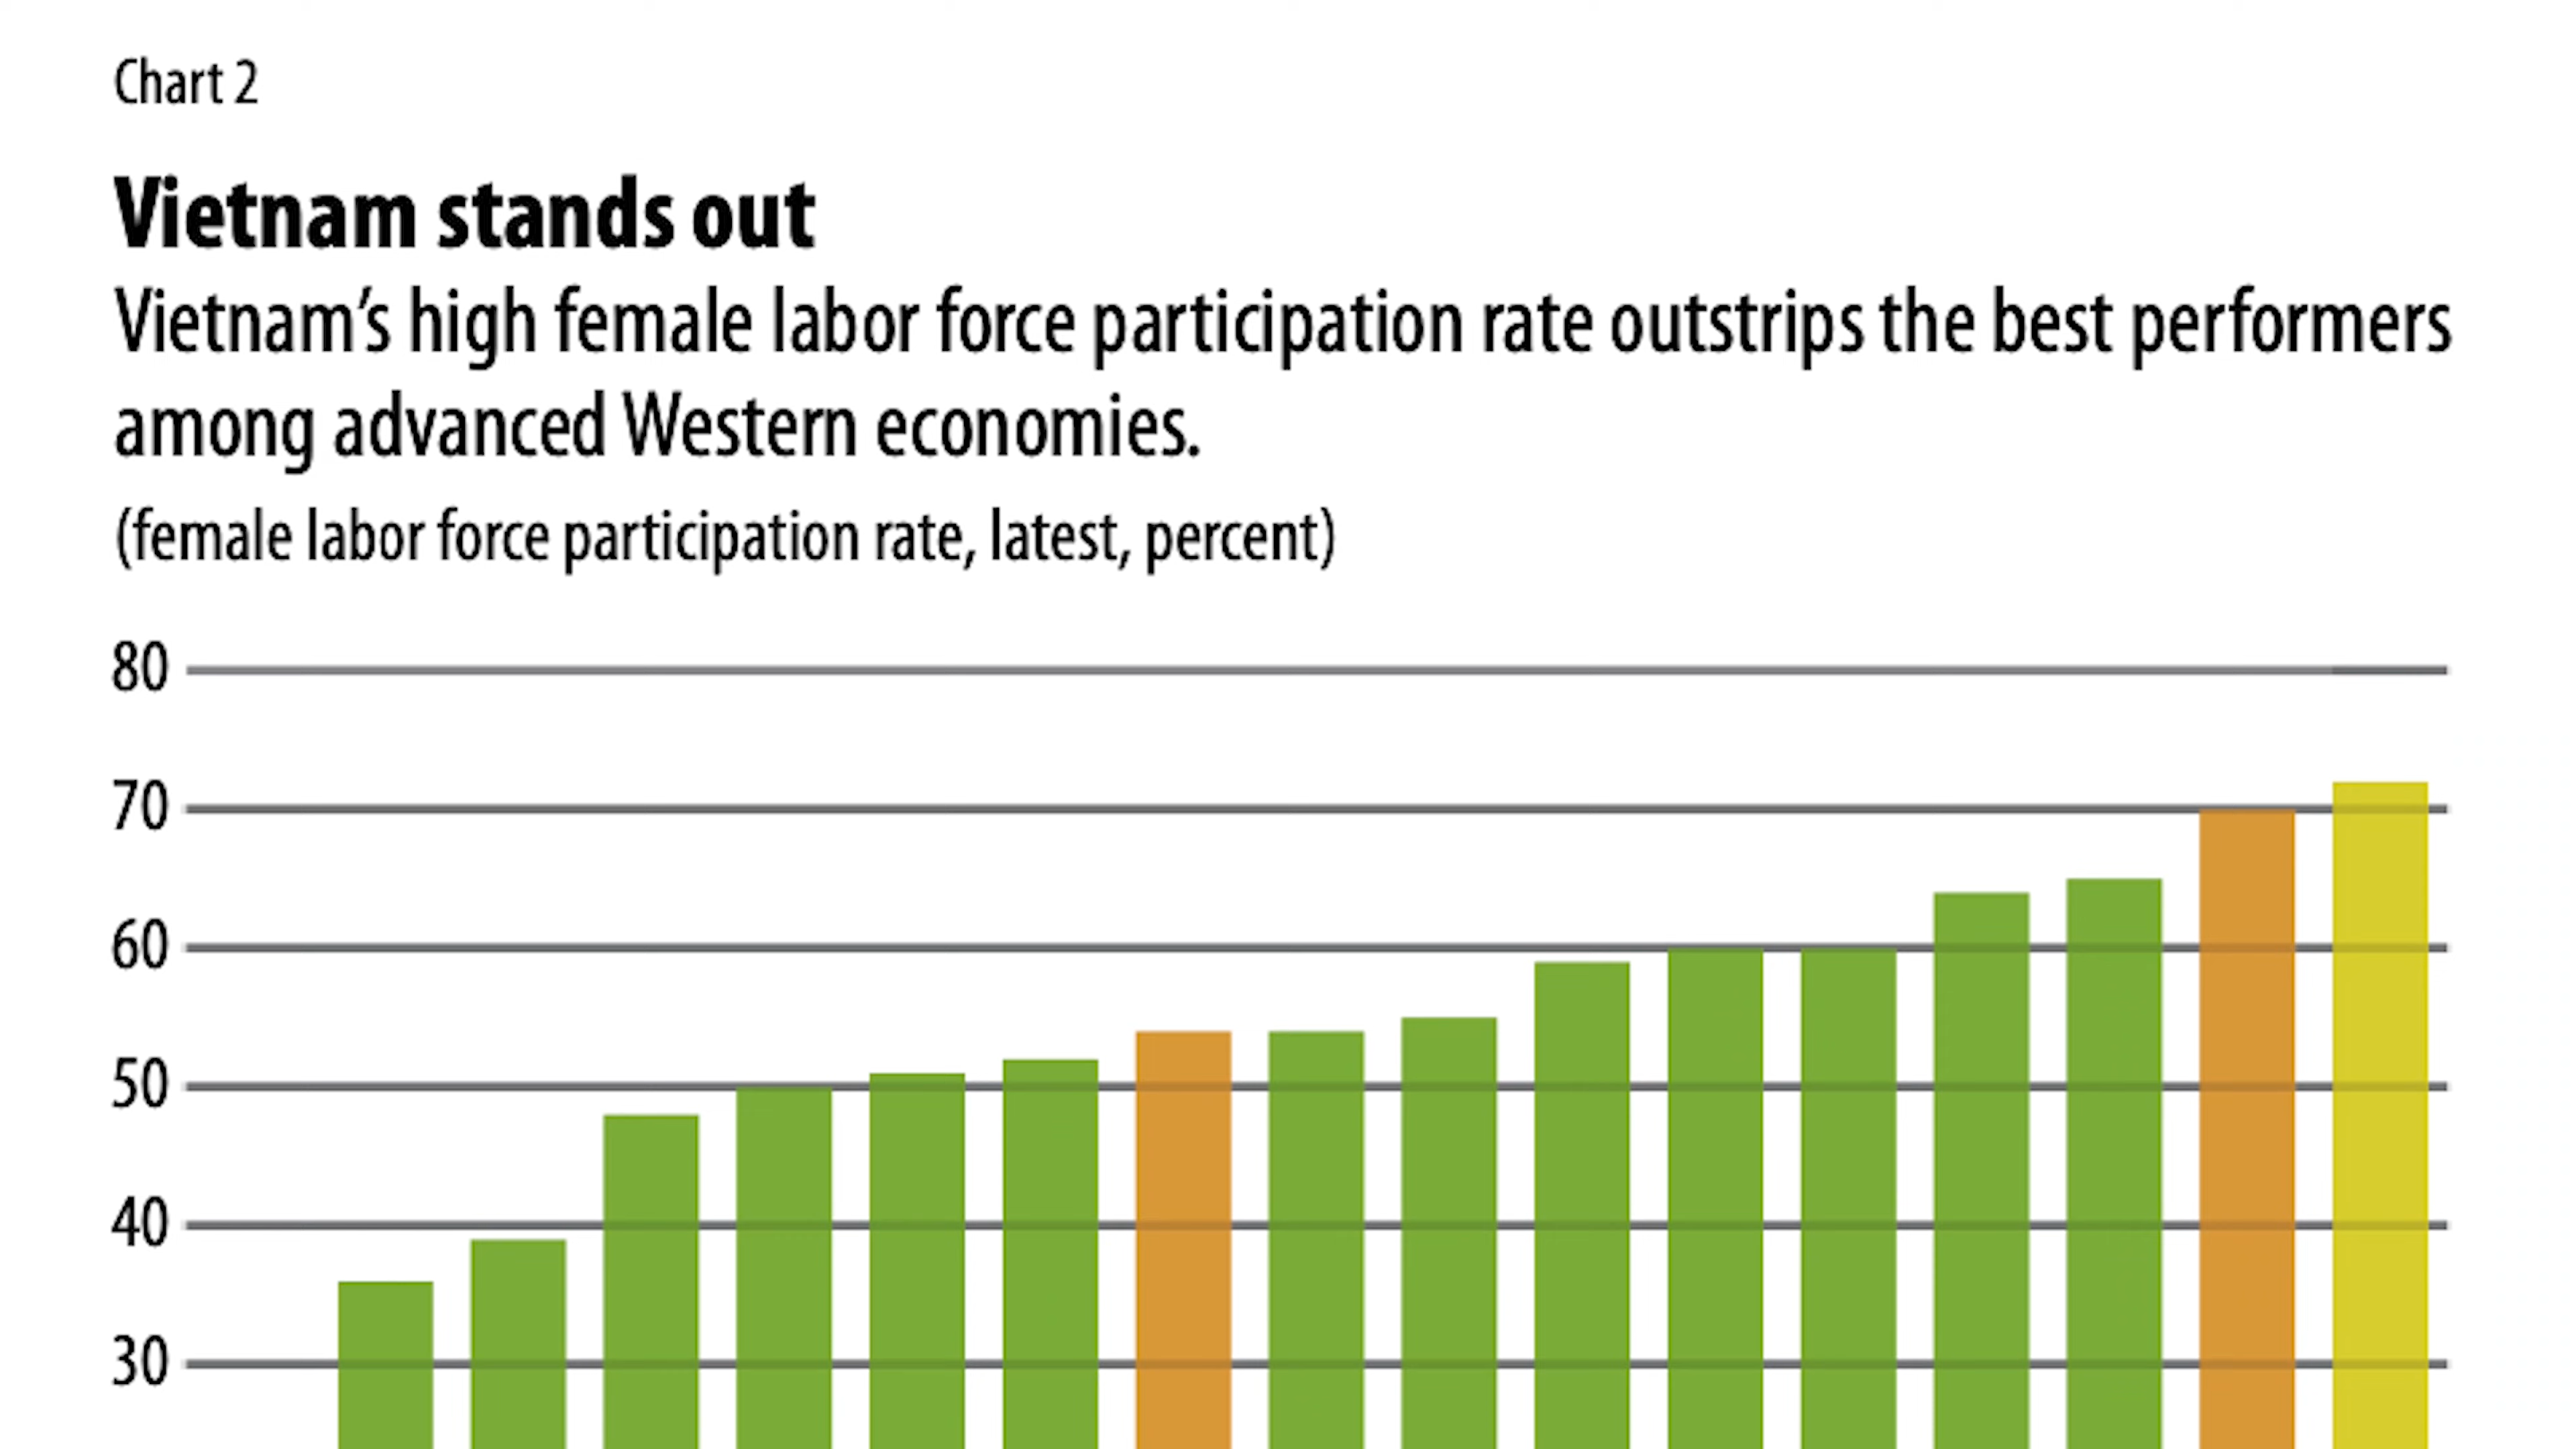 Chart 2
Vietnam stands out
Vietnam’s high female labor force participation rate outstrips the best performers
among advanced Western economies.
(female labor force participation rate, latest, percent)
80
70
60
50
40
30